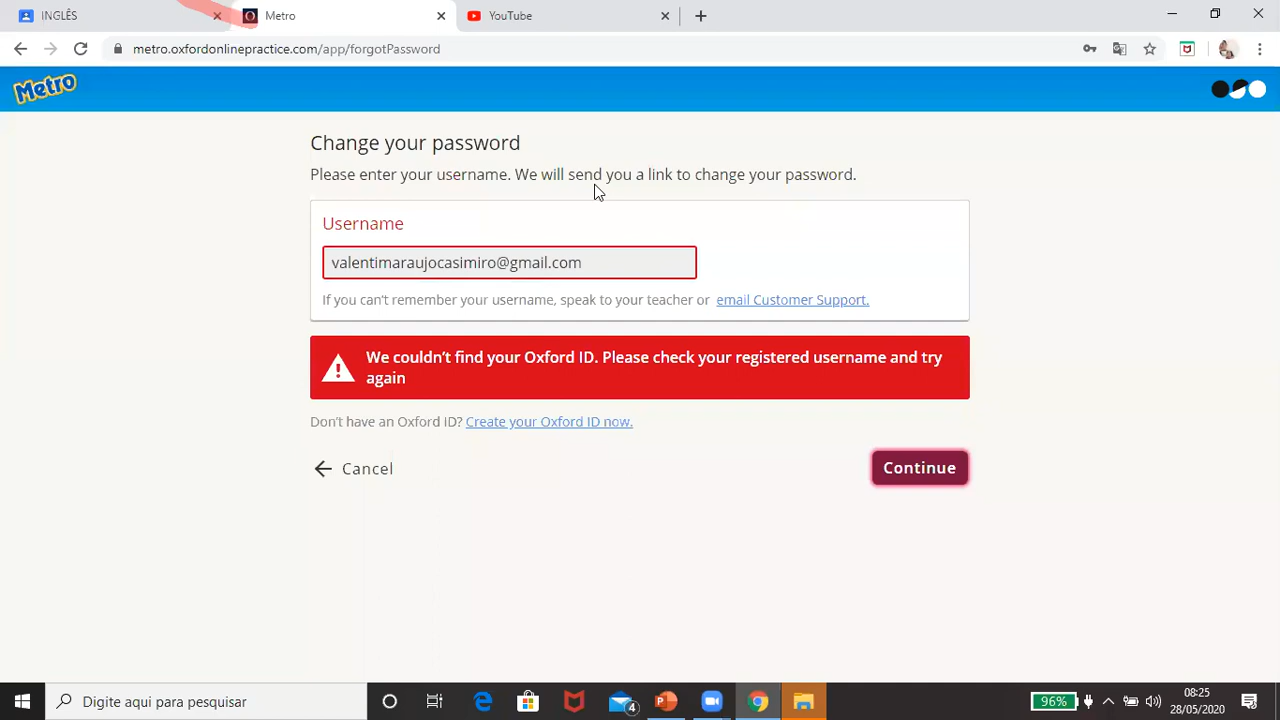 INGLÊS
Metro
YouTube
metro.oxfordonlinepractice.com/app/forgotPassword
Metro
Change your password
Please enter your username. We will send you a link to change your password.
Username
valentimaraujocasimiro@gmail.com
If you can't remember your username, speak to your teacher or email Customer Support.
We couldn't find your Oxford ID. Please check your registered username and try
again
Don't have an Oxford ID? Create your Oxford ID now.
Cancel
Continue
Digite aqui para pesquisar
4
96%
08:25
28/05/2020